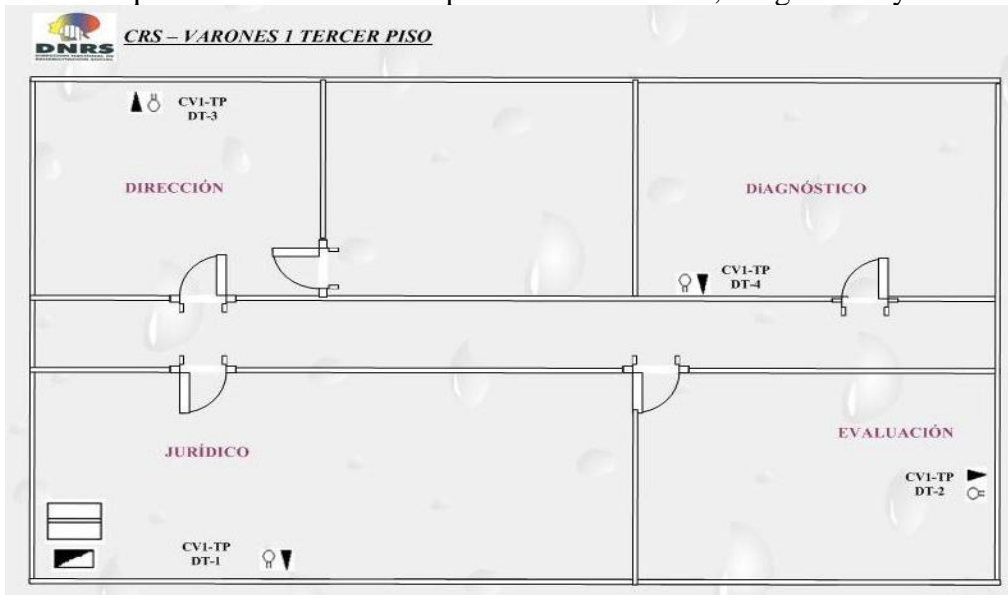 CRS – VARONES 1 TERCER PISO
DNRS
CV1-TP
DT-3
DIRECCIÓN
DiAGNÓSTICO
CV1-TP
DT-4
EVALUACIÓN
JURÍDICO
CV1-TP
DT-2
CV1-TP
DT-1